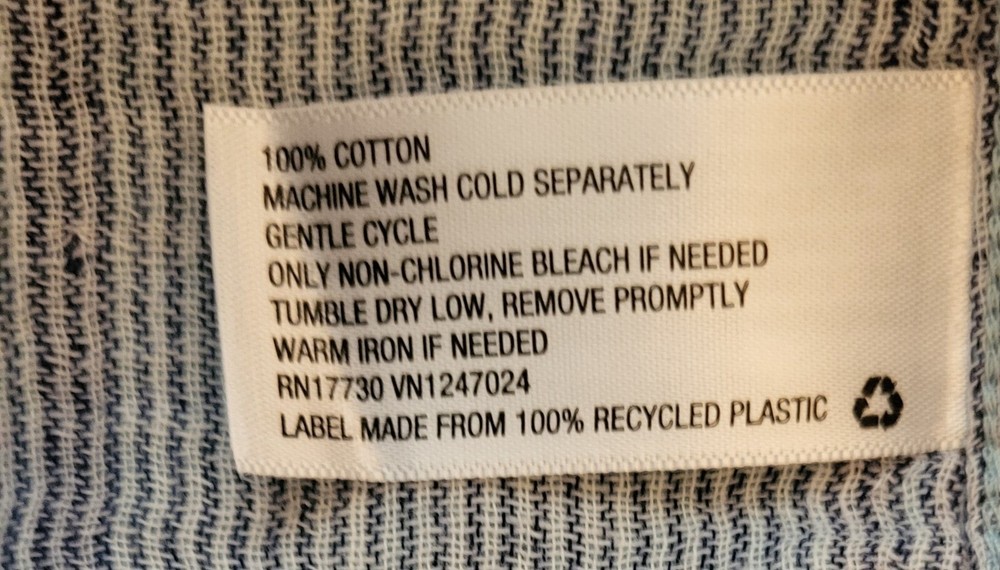 100% COTTON
MACHINE WASH COLD SEPARATELY
GENTLE CYCLE
ONLY NON-CHLORINE BLEACH IF NEEDED
TUMBLE DRY LOW, REMOVE PROMPTLY
WARM IRON IF NEEDED
RN17730 VN1247024
LABEL MADE FROM 100% RECYCLED PLASTIC